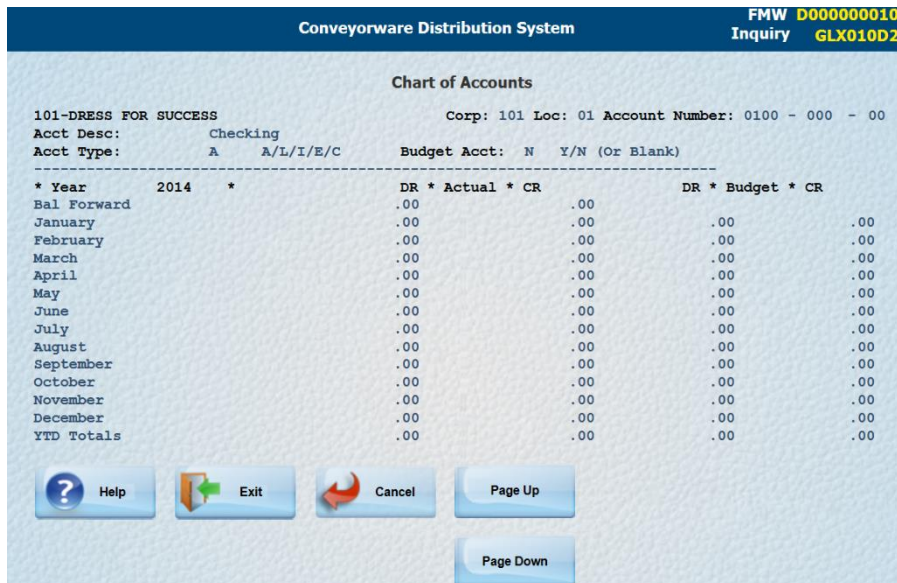 Conveyorware Distribution System
FMW D000000010
Inquiry GLX010D2
Chart of Accounts
101-DRESS FOR SUCCESS Corp: 101 Loc: 01 Account Number: 0100 - 000 - 00
Acct Desc: Checking
Acct Type: A A/L/I/E/C Budget Acct: N Y/N (Or Blank)
--------------------------------------------------------------------------------
* Year 2014 * DR * Actual * CR DR * Budget * CR
Bal Forward .00 .00
January .00 .00 .00 .00
February .00 .00 .00 .00
March .00 .00 .00 .00
April .00 .00 .00 .00
May .00 .00 .00 .00
June .00 .00 .00 .00
July .00 .00 .00 .00
August .00 .00 .00 .00
September .00 .00 .00 .00
October .00 .00 .00 .00
November .00 .00 .00 .00
December .00 .00 .00 .00
YTD Totals .00 .00 .00 .00
? Help Exit Cancel Page Up
Page Down